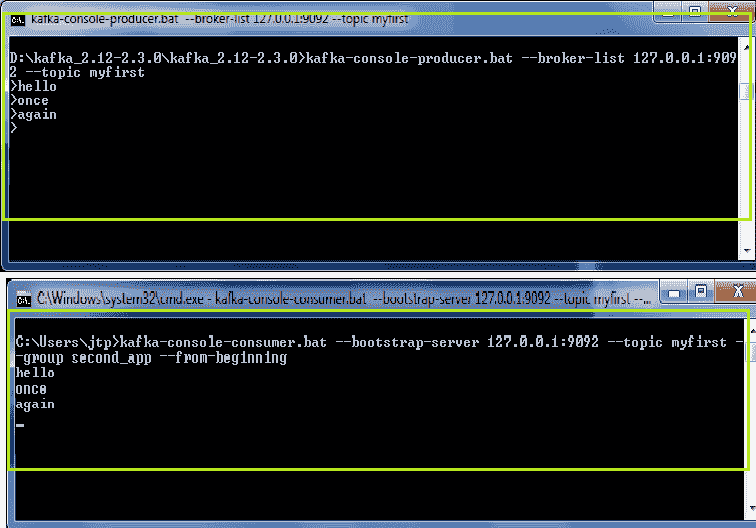 kafka-console-producer.bat --broker-list 127.0.0.1:9092 --topic myfirst
D:\kafka_2.12-2.3.0\kafka_2.12-2.3.0>kafka-console-producer.bat --broker-list 127.0.0.1:909
2 --topic myfirst
>hello
>once
>again
>
C:\Windows\system32\cmd.exe - kafka-console-consumer.bat --bootstrap-server 127.0.0.1:9092 --topic myfirst --...
C:\Users\jtp>kafka-console-consumer.bat --bootstrap-server 127.0.0.1:9092 --topic myfirst -
-group second_app --from-beginning
hello
once
again